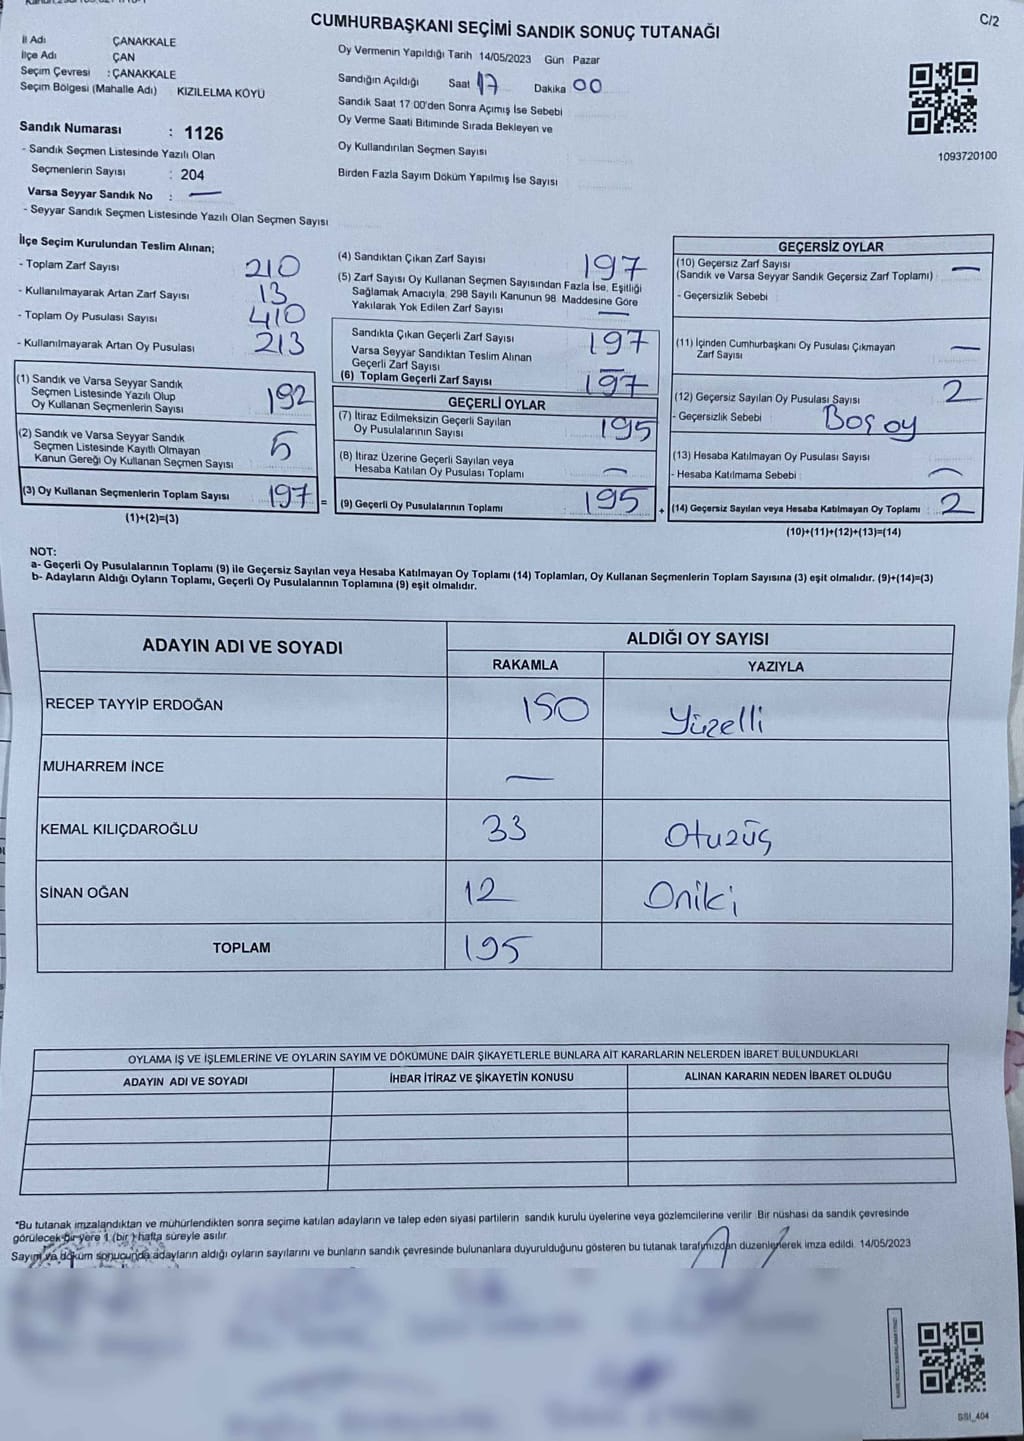 CUMHURBAŞKANI SEÇİMİ SANDIK SONUÇ TUTANAĞI
C/2
İl Adı ÇANAKKALE
İlçe Adı ÇAN
Seçim Çevresi : ÇANAKKALE
Seçim Bölgesi (Mahalle Adı) KIZILELMA KÖYÜ
Sandık Numarası : 1126
- Sandık Seçmen Listesinde Yazılı Olan
Seçmenlerin Sayısı : 204
Varsa Seyyar Sandık No : —
- Seyyar Sandık Seçmen Listesinde Yazılı Olan Seçmen Sayısı
Oy Vermenin Yapıldığı Tarih 14/05/2023 Gün Pazar
Sandığın Açıldığı Saat 17 Dakika 00
Sandık Saat 17:00'den Sonra Açımış İse Sebebi
Oy Verme Saati Bitiminde Sırada Bekleyen ve
Oy Kullandırılan Seçmen Sayısı
Birden Fazla Sayım Döküm Yapılmış İse Sayısı
1093720100
İlçe Seçim Kurulundan Teslim Alınan;
- Toplam Zarf Sayısı 210
- Kullanılmayarak Artan Zarf Sayısı 13
- Toplam Oy Pusulası Sayısı 410
- Kullanılmayarak Artan Oy Pusulası 213
(1) Sandık ve Varsa Seyyar Sandık
Seçmen Listesinde Yazılı Olup
Oy Kullanan Seçmenlerin Sayısı 192
(2) Sandık ve Varsa Seyyar Sandık
Seçmen Listesinde Kayıtlı Olmayan
Kanun Gereği Oy Kullanan Seçmen Sayısı 5
(3) Oy Kullanan Seçmenlerin Toplam Sayısı 197 =
(1)+(2)=(3)
(4) Sandıktan Çıkan Zarf Sayısı 197
(5) Zarf Sayısı Oy Kullanan Seçmen Sayısından Fazla İse, Eşitliği
Sağlamak Amacıyla, 298 Sayılı Kanunun 98. Maddesine Göre
Yakılarak Yok Edilen Zarf Sayısı —
Sandıkta Çıkan Geçerli Zarf Sayısı 197
Varsa Seyyar Sandıktan Teslim Alınan
Geçerli Zarf Sayısı —
(6) Toplam Geçerli Zarf Sayısı 197
GEÇERLİ OYLAR
(7) İtiraz Edilmeksizin Geçerli Sayılan
Oy Pusulalarının Sayısı 195
(8) İtiraz Üzerine Geçerli Sayılan veya
Hesaba Katılan Oy Pusulası Toplamı —
(9) Geçerli Oy Pusulalarının Toplamı 195 +
GEÇERSİZ OYLAR
(10) Geçersiz Zarf Sayısı
(Sandık ve Varsa Seyyar Sandık Geçersiz Zarf Toplamı) —
- Geçersizlik Sebebi
(11) İçinden Cumhurbaşkanı Oy Pusulası Çıkmayan
Zarf Sayısı —
(12) Geçersiz Sayılan Oy Pusulası Sayısı 2
- Geçersizlik Sebebi Boş oy
(13) Hesaba Katılmayan Oy Pusulası Sayısı
- Hesaba Katılmama Sebebi —
(14) Geçersiz Sayılan veya Hesaba Katılmayan Oy Toplamı 2
(10)+(11)+(12)+(13)=(14)
NOT:
a- Geçerli Oy Pusulalarının Toplamı (9) ile Geçersiz Sayılan veya Hesaba Katılmayan Oy Toplamı (14) Toplamları, Oy Kullanan Seçmenlerin Toplam Sayısına (3) eşit olmalıdır. (9)+(14)=(3)
b- Adayların Aldığı Oyların Toplamı, Geçerli Oy Pusulalarının Toplamına (9) eşit olmalıdır.
ADAYIN ADI VE SOYADI ALDIĞI OY SAYISI
RAKAMLA YAZIYLA
RECEP TAYYİP ERDOĞAN 150 Yüzelli
MUHARREM İNCE —
KEMAL KILIÇDAROĞLU 33 Otuzüç
SİNAN OĞAN 12 Oniki
TOPLAM 195
OYLAMA İŞ VE İŞLEMLERİNE VE OYLARIN SAYIM VE DÖKÜMÜNE DAİR ŞİKAYETLERLE BUNLARA AİT KARARLARIN NELERDEN İBARET BULUNDUKLARI
ADAYIN ADI VE SOYADI İHBAR İTİRAZ VE ŞİKAYETİN KONUSU ALINAN KARARIN NEDEN İBARET OLDUĞU
*Bu tutanak imzalandıktan ve mühürlendikten sonra seçime katılan adayların ve talep eden siyasi partilerin sandık kurulu üyelerine veya gözlemcilerine verilir. Bir nüshası da sandık çevresinde
görülecek bir yere 1 (bir) hafta süreyle asılır.
Sayım ve döküm sonucunda adayların aldığı oyların sayılarını ve bunların sandık çevresinde bulunanlara duyurulduğunu gösteren bu tutanak tarafımızdan düzenlenerek imza edildi. 14/05/2023
GSI_404